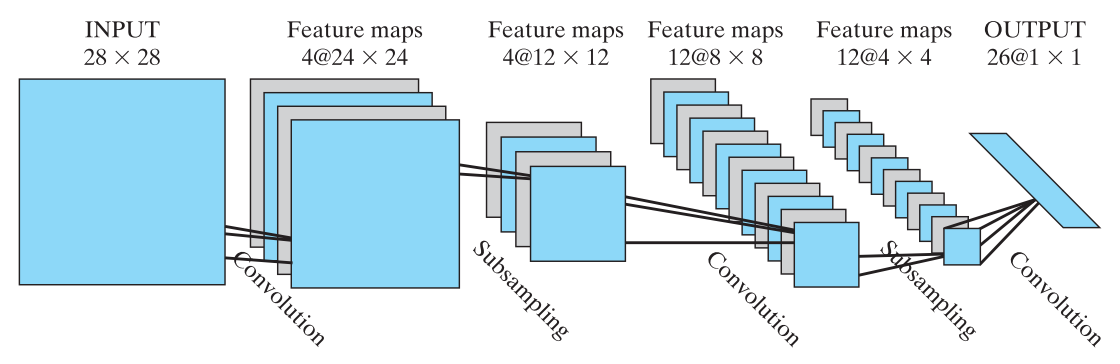 INPUT
28 × 28
Feature maps
4@24 × 24
Feature maps
4@12 × 12
Feature maps
12@8 × 8
Feature maps
12@4 × 4
OUTPUT
26@1 × 1
Convolution
Subsampling
Convolution
Subsampling
Convolution